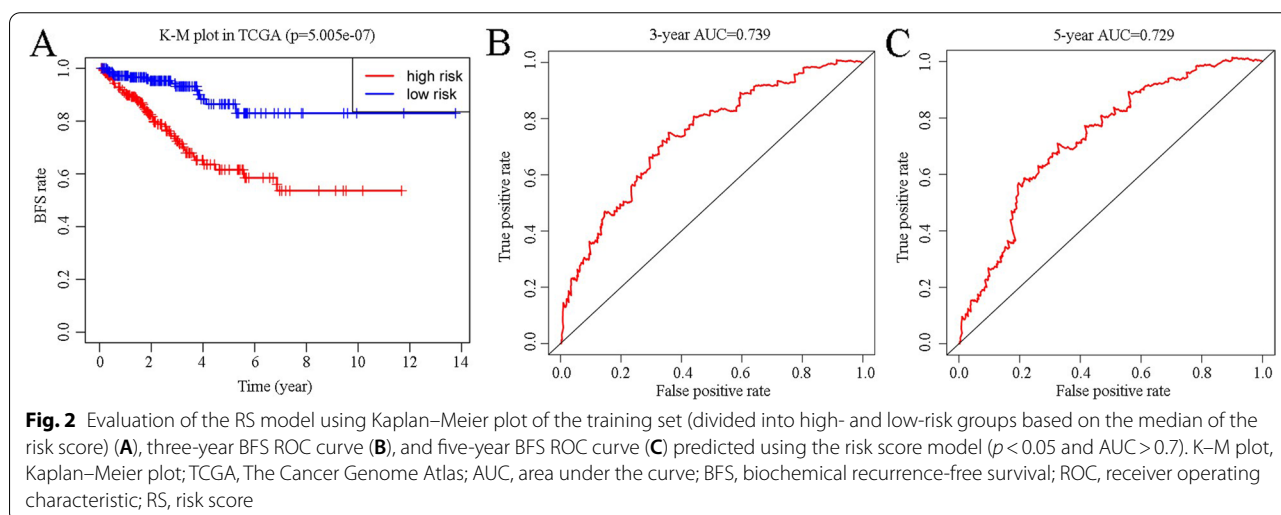 A
K-M plot in TCGA (p=5.005e-07)
high risk
low risk
BFS rate
1.0
0.8
0.6
0.4
0.2
0.0
0 2 4 6 8 10 12 14
Time (year)
B
3-year AUC=0.739
True positive rate
1.0
0.8
0.6
0.4
0.2
0.0
0.0 0.2 0.4 0.6 0.8 1.0
False positive rate
C
5-year AUC=0.729
True positive rate
1.0
0.8
0.6
0.4
0.2
0.0
0.0 0.2 0.4 0.6 0.8 1.0
False positive rate
Fig. 2 Evaluation of the RS model using Kaplan–Meier plot of the training set (divided into high- and low-risk groups based on the median of the
risk score) (A), three-year BFS ROC curve (B), and five-year BFS ROC curve (C) predicted using the risk score model (p < 0.05 and AUC > 0.7). K–M plot,
Kaplan–Meier plot; TCGA, The Cancer Genome Atlas; AUC, area under the curve; BFS, biochemical recurrence-free survival; ROC, receiver operating
characteristic; RS, risk score